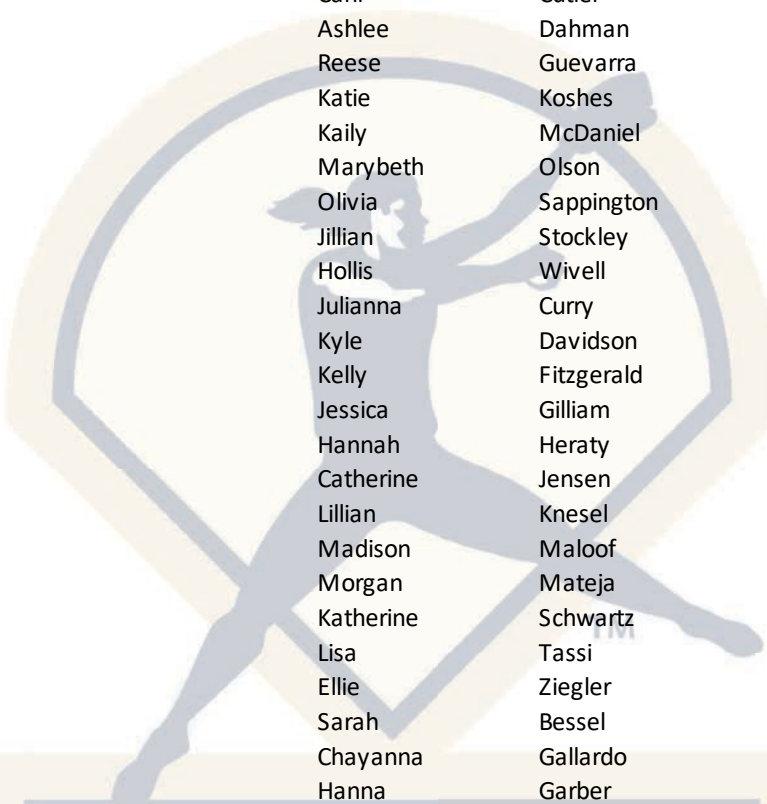 Ashlee Dahman
Reese Guevarra
Katie Koshes
Kaily McDaniel
Marybeth Olson
Olivia Sappington
Jillian Stockley
Hollis Wivell
Julianna Curry
Kyle Davidson
Kelly Fitzgerald
Jessica Gilliam
Hannah Heraty
Catherine Jensen
Lillian Knesel
Madison Maloof
Morgan Mateja
Katherine Schwartz
TM
Lisa Tassi
Ellie Ziegler
Sarah Bessel
Chayanna Gallardo
Hanna Garber